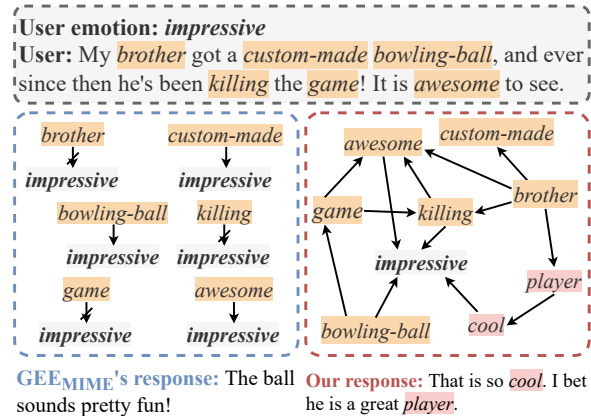 User emotion: impressive
User: My brother got a custom-made bowling-ball, and ever
since then he's been killing the game! It is awesome to see.
brother custom-made
impressive impressive
bowling-ball killing
impressive impressive
game awesome
impressive impressive
custom-made
awesome
brother
game killing
impressive
player
cool
bowling-ball
GEEMIME's response: The ball
sounds pretty fun!
Our response: That is so cool. I bet
he is a great player.